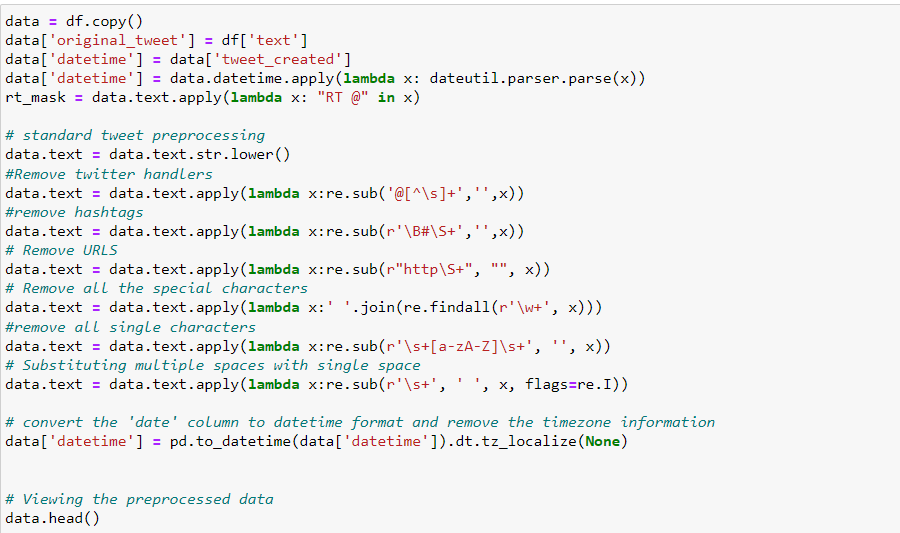 data = df.copy()
data['original_tweet'] = df['text']
data['datetime'] = data['tweet_created']
data['datetime'] = data.datetime.apply(lambda x: dateutil.parser.parse(x))
rt_mask = data.text.apply(lambda x: "RT @" in x)
# standard tweet preprocessing
data.text = data.text.str.lower()
#Remove twitter handlers
data.text = data.text.apply(lambda x:re.sub('@[^\s]+','',x))
#remove hashtags
data.text = data.text.apply(lambda x:re.sub(r'\B#\S+','',x))
# Remove URLS
data.text = data.text.apply(lambda x:re.sub(r"http\S+", "", x))
# Remove all the special characters
data.text = data.text.apply(lambda x:' '.join(re.findall(r'\w+', x)))
#remove all single characters
data.text = data.text.apply(lambda x:re.sub(r'\s+[a-zA-Z]\s+', '', x))
# Substituting multiple spaces with single space
data.text = data.text.apply(lambda x:re.sub(r'\s+', ' ', x, flags=re.I))
# convert the 'date' column to datetime format and remove the timezone information
data['datetime'] = pd.to_datetime(data['datetime']).dt.tz_localize(None)
# Viewing the preprocessed data
data.head()